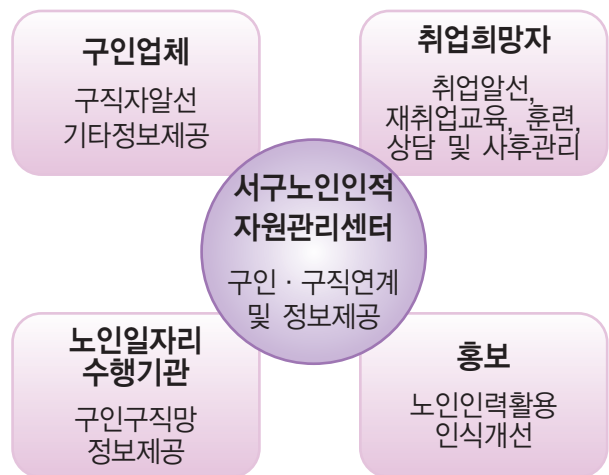 구인업체
구직자알선
기타정보제공
취업희망자
취업알선,
재취업교육, 훈련,
상담 및 사후관리
서구노인인적
자원관리센터
구인 · 구직연계
및 정보제공
노인일자리
수행기관
구인구직망
정보제공
홍보
노인인력활용
인식개선